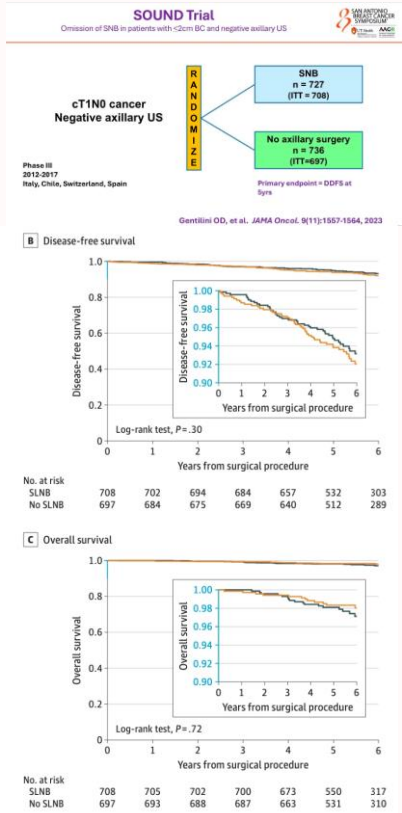 SOUND Trial
Omission of SNB in patients with <2cm BC and negative axillary US
SAN ANTONIO
BREAST CANCER
SYMPOSIUM
UT Health
AACR
cT1N0 cancer
Negative axillary US
RANDOMIZE
SNB
n = 727
(ITT = 708)
No axillary surgery
n = 736
(ITT=697)
Phase III
2012-2017
Italy, Chile, Switzerland, Spain
Primary endpoint = DDFS at
5yrs
Gentilini OD, et al. JAMA Oncol. 9(11):1557-1564, 2023
B Disease-free survival
Disease-free survival
1.0
0.8
0.6
0.4
0.2
0
Disease-free survival
1.00
0.98
0.96
0.94
0.92
0.90
0 1 2 3 4 5 6
Years from surgical procedure
Log-rank test, P=.30
0 1 2 3 4 5 6
Years from surgical procedure
No. at risk
SLNB 708 702 694 684 657 532 303
No SLNB 697 684 675 669 640 512 289
C Overall survival
Overall survival
1.0
0.8
0.6
0.4
0.2
0
Overall survival
1.00
0.98
0.96
0.94
0.92
0.90
0 1 2 3 4 5 6
Years from surgical procedure
Log-rank test, P=.72
0 1 2 3 4 5 6
Years from surgical procedure
No. at risk
SLNB 708 705 702 700 673 550 317
No SLNB 697 693 688 687 663 531 310